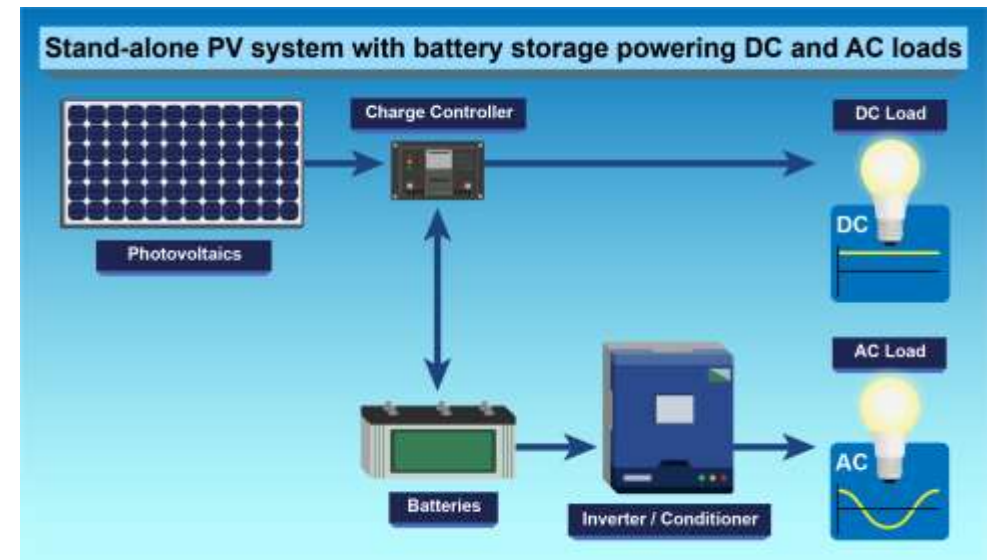 Stand-alone PV system with battery storage powering DC and AC loads
Charge Controller
DC Load
DC
Photovoltaics
AC Load
AC
Batteries
Inverter / Conditioner